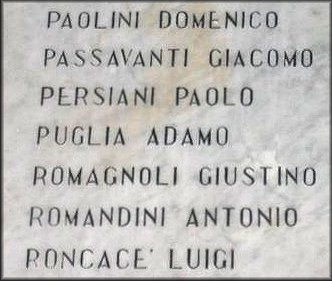 PAOLINI DOMENICO
PASSAVANTI GIACOMO
PERSIANI PAOLO
PUGLIA ADAMO
ROMAGNOLI GIUSTINO
ROMANDINI ANTONIO
RONCACE' LUIGI